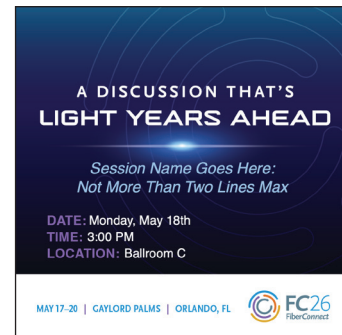 A DISCUSSION THAT'S
LIGHT YEARS AHEAD
Session Name Goes Here:
Not More Than Two Lines Max
DATE: Monday, May 18th
TIME: 3:00 PM
LOCATION: Ballroom C
MAY 17–20 | GAYLORD PALMS | ORLANDO, FL
FC26
FiberConnect